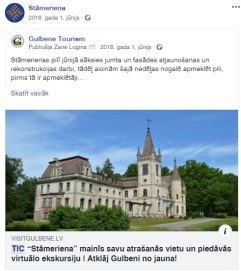 Stāmeriena
2018. gada 1. jūnijs ·
Gulbene Tourism
Publicēja Zane Logina [?] · 2018. gada 1. jūnijs ·
Stāmerienas pilī jūnijā sāksies jumta un fasādes atjaunošanas un
rekonstrukcijas darbi, tādēļ aicinām šajā nedēļas nogalē apmeklēt pili,
pirms tā ir apmeklētāji...
Skatīt vairāk
VISITGULBENE.LV
TIC "Stāmeriena" mainīs savu atrašanās vietu un piedāvās
virtuālo ekskursiju | Atklāj Gulbeni no jauna!